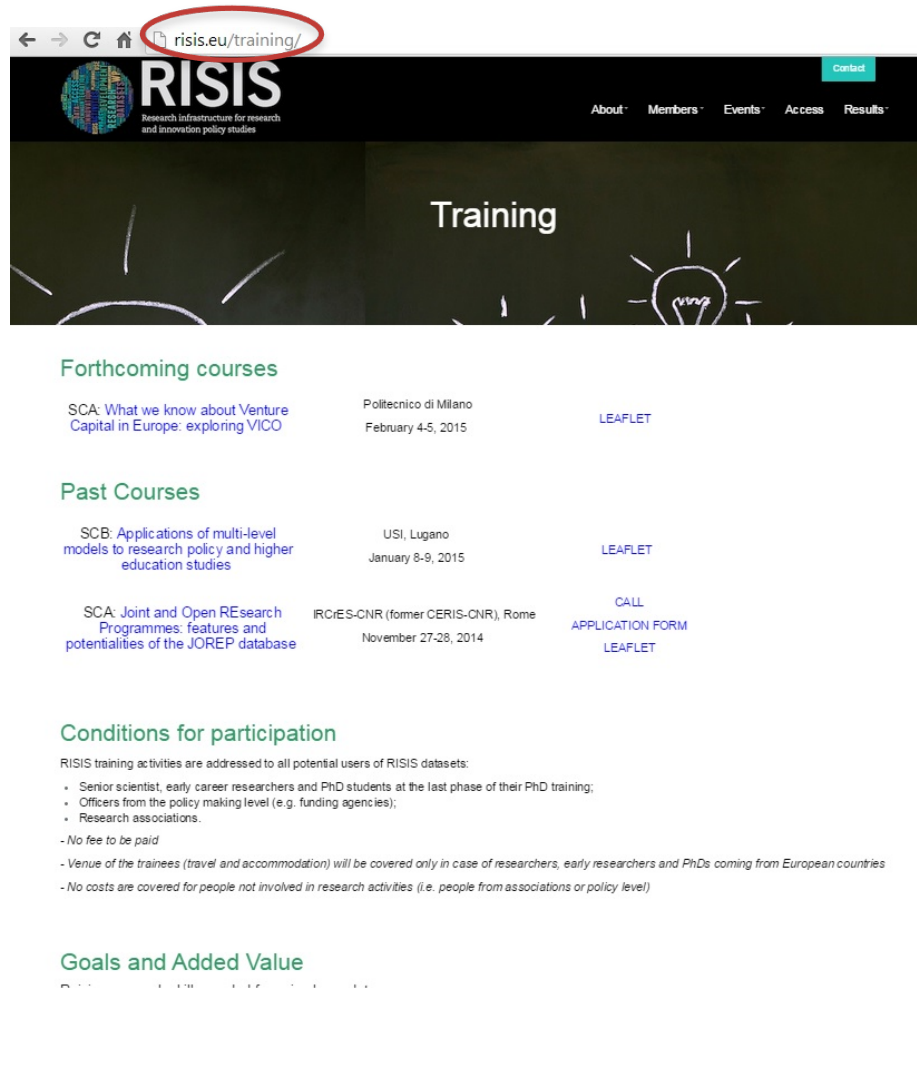 risis.eu/training/
RISIS
Research infrastructure for research
and innovation policy studies
Contact
About Members Events Access Results
Training
Forthcoming courses
SCA: What we know about Venture
Capital in Europe: exploring VICO
Politecnico di Milano
February 4-5, 2015
LEAFLET
Past Courses
SCB: Applications of multi-level
models to research policy and higher
education studies
USI, Lugano
January 8-9, 2015
LEAFLET
SCA: Joint and Open REsearch
Programmes: features and
potentialities of the JOREP database
IRCrES-CNR (former CERIS-CNR), Rome
November 27-28, 2014
CALL
APPLICATION FORM
LEAFLET
Conditions for participation
RISIS training activities are addressed to all potential users of RISIS datasets:
Senior scientist, early career researchers and PhD students at the last phase of their PhD training;
Officers from the policy making level (e.g. funding agencies);
Research associations.
- No fee to be paid
- Venue of the trainees (travel and accommodation) will be covered only in case of researchers, early researchers and PhDs coming from European countries
- No costs are covered for people not involved in research activities (i.e. people from associations or policy level)
Goals and Added Value